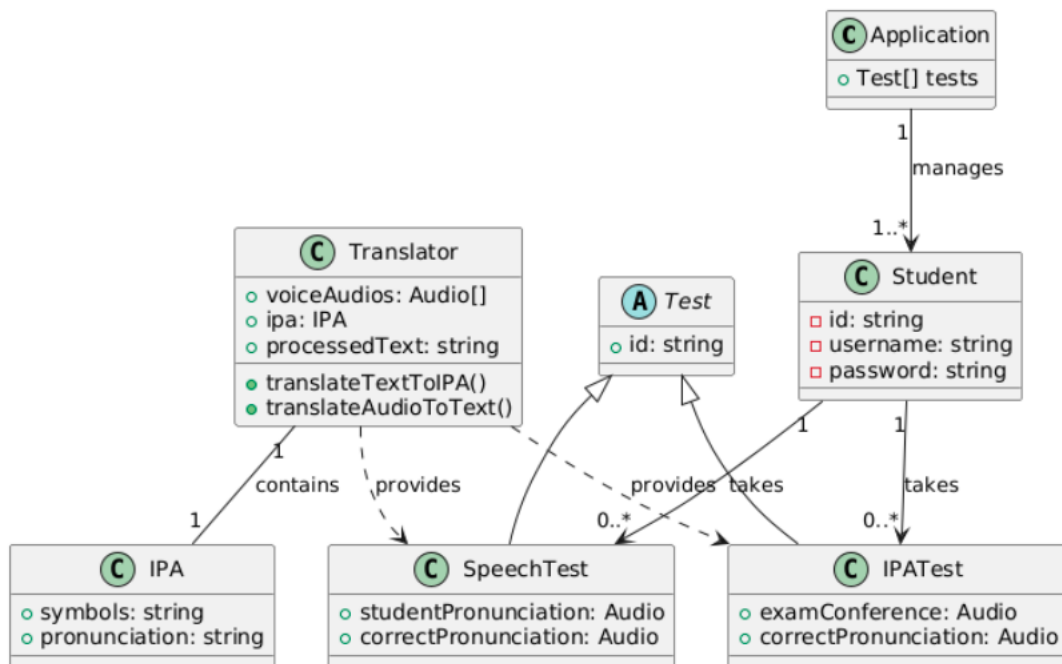 C Application
Test[] tests
1
manages
1..*
C Translator
voiceAudios: Audio[]
ipa: IPA
processedText: string
translateTextToIPA()
translateAudioToText()
A Test
id: string
C Student
id: string
username: string
password: string
1
contains
1
provides
provides
1
takes
0..*
1
takes
0..*
C IPA
symbols: string
pronunciation: string
C SpeechTest
studentPronunciation: Audio
correctPronunciation: Audio
C IPATest
examConference: Audio
correctPronunciation: Audio